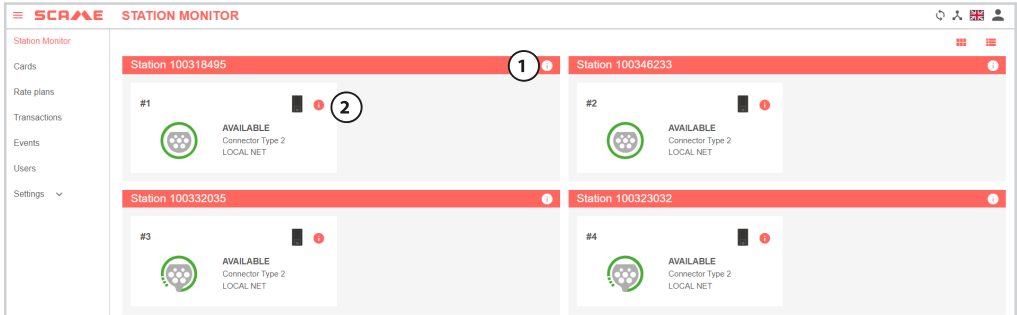 SCAME STATION MONITOR
Station Monitor
Cards
Rate plans
Transactions
Events
Users
Settings
Station 100318495 1
#1
2
AVAILABLE
Connector Type 2
LOCAL NET
Station 100346233
#2
AVAILABLE
Connector Type 2
LOCAL NET
Station 100332035
#3
AVAILABLE
Connector Type 2
LOCAL NET
Station 100323032
#4
AVAILABLE
Connector Type 2
LOCAL NET